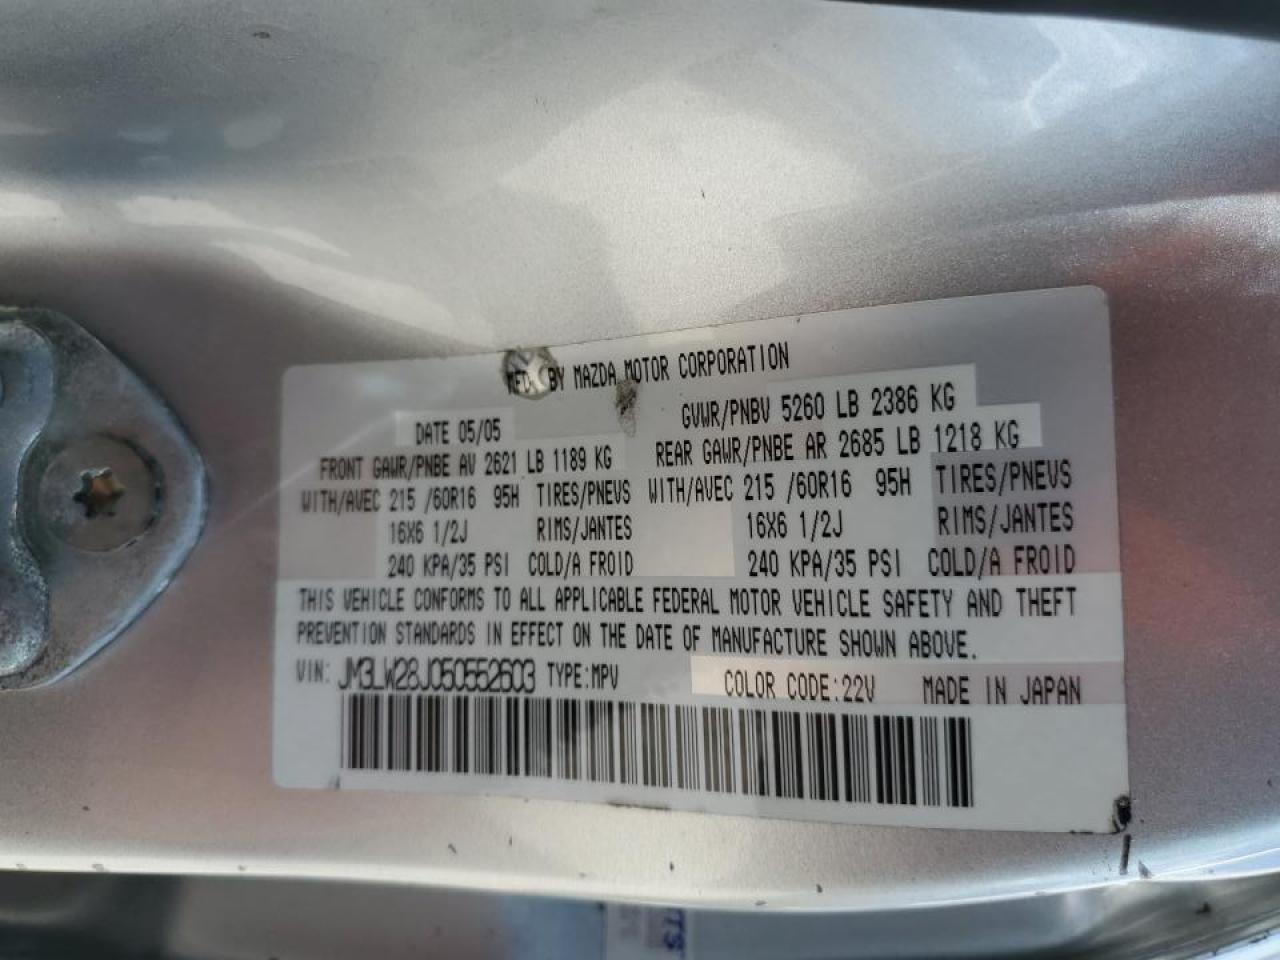 MFD. BY MAZDA MOTOR CORPORATION
DATE 05/05 GVWR/PNBV 5260 LB 2386 KG
FRONT GAWR/PNBE AV 2621 LB 1189 KG REAR GAWR/PNBE AR 2685 LB 1218 KG
WITH/AVEC 215 /60R16 95H TIRES/PNEUS WITH/AVEC 215 /60R16 95H TIRES/PNEUS
16X6 1/2J RIMS/JANTES 16X6 1/2J RIMS/JANTES
240 KPA/35 PSI COLD/A FROID 240 KPA/35 PSI COLD/A FROID
THIS VEHICLE CONFORMS TO ALL APPLICABLE FEDERAL MOTOR VEHICLE SAFETY AND THEFT
PREVENTION STANDARDS IN EFFECT ON THE DATE OF MANUFACTURE SHOWN ABOVE.
VIN: JM3LW28J050552603 TYPE:MPV COLOR CODE:22V MADE IN JAPAN